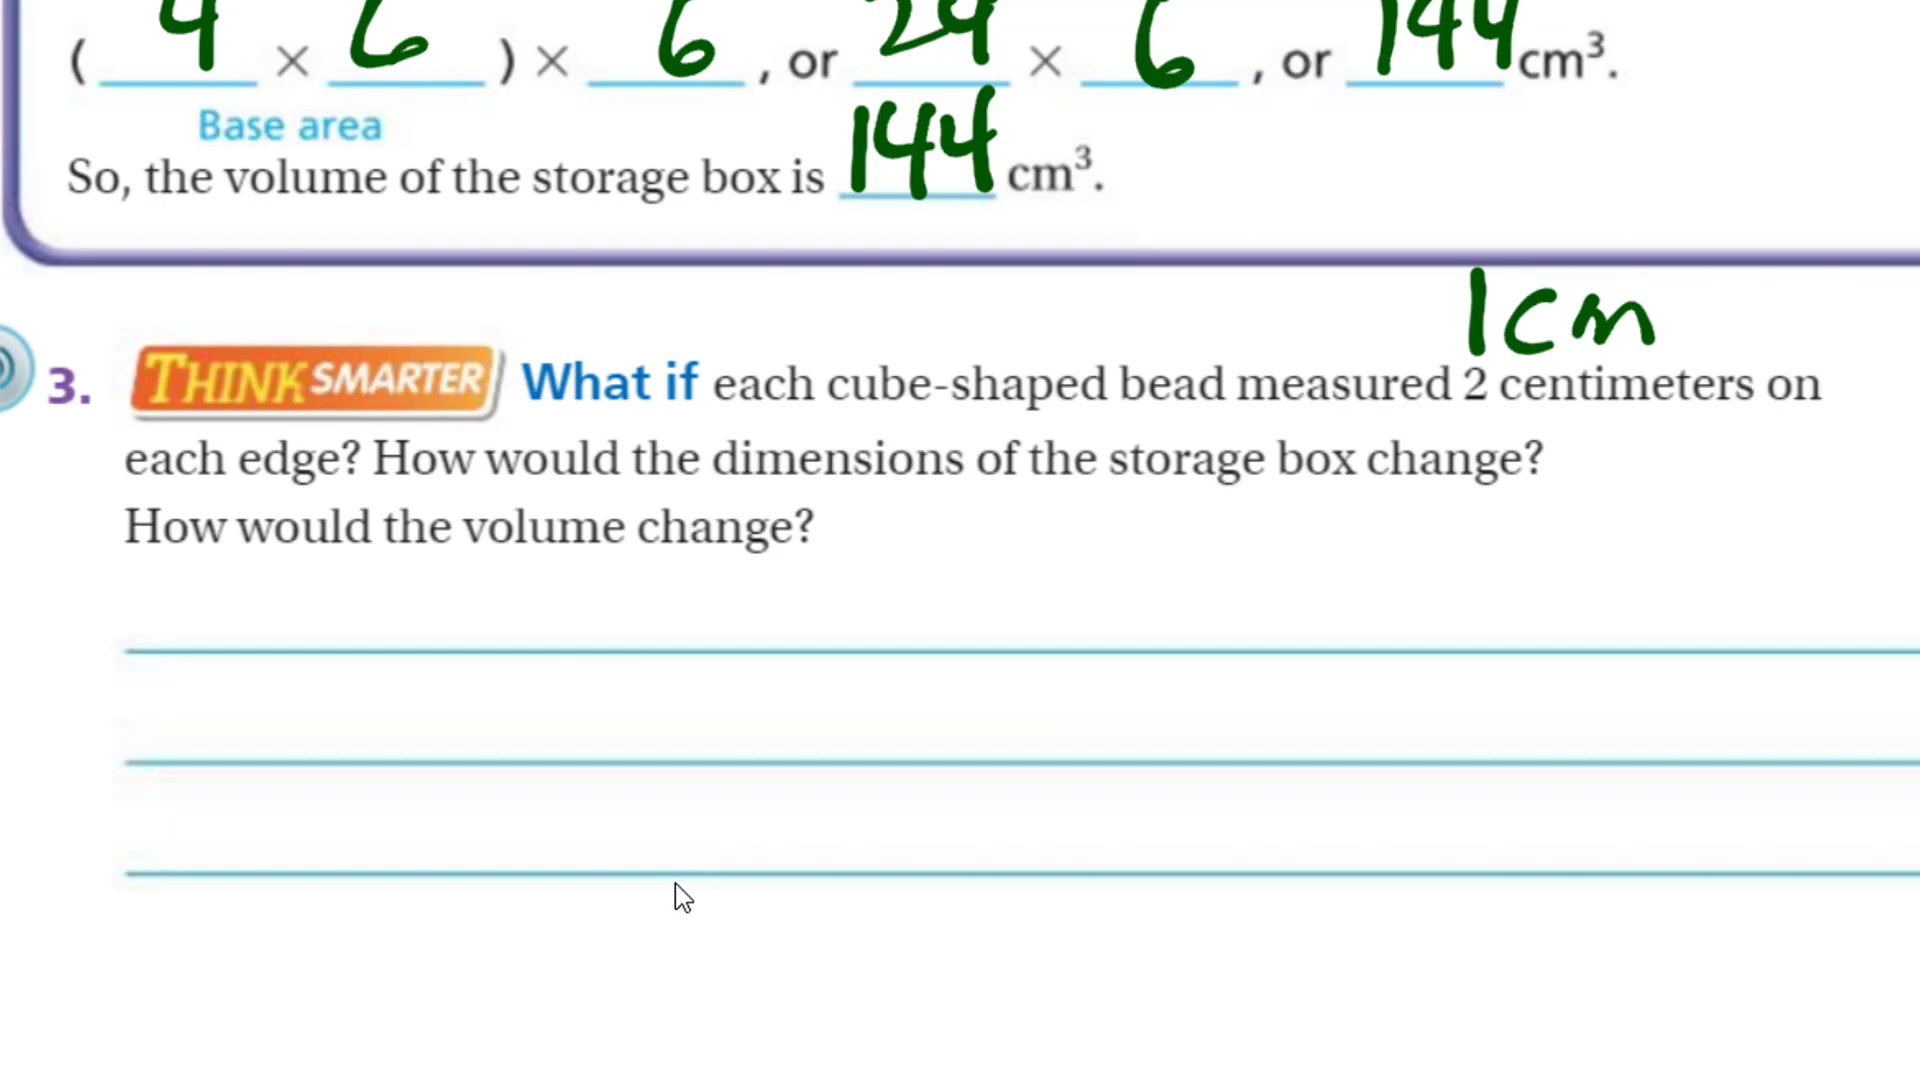 ( 4 × 6 ) × 6 , or 24 × 6 , or 144 cm³.
Base area
So, the volume of the storage box is 144 cm³.
1cm
3. THINK SMARTER What if each cube-shaped bead measured 2 centimeters on
each edge? How would the dimensions of the storage box change?
How would the volume change?